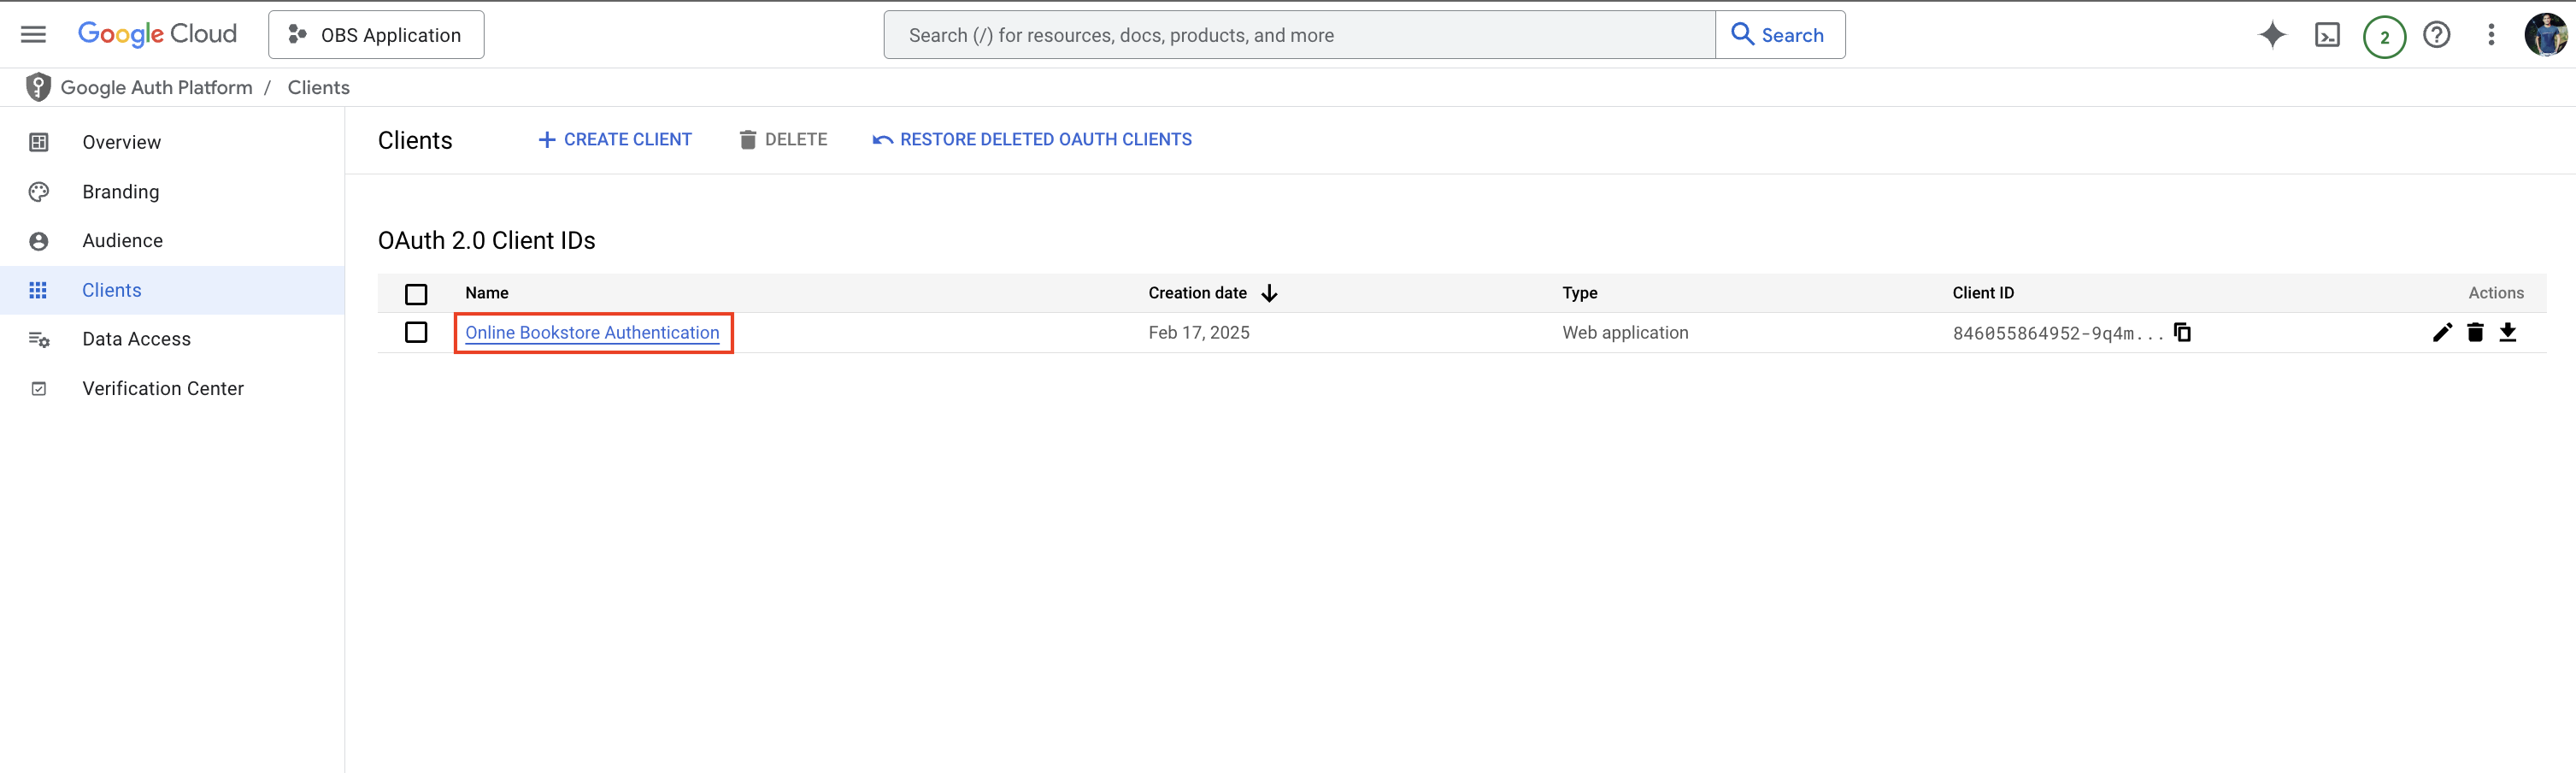 Google Cloud OBS Application Search (/) for resources, docs, products, and more Search 2
Google Auth Platform / Clients
Overview
Branding
Audience
Clients
Data Access
Verification Center
Clients CREATE CLIENT DELETE RESTORE DELETED OAUTH CLIENTS
OAuth 2.0 Client IDs
Name Creation date Type Client ID Actions
Online Bookstore Authentication Feb 17, 2025 Web application 846055864952-9q4m...